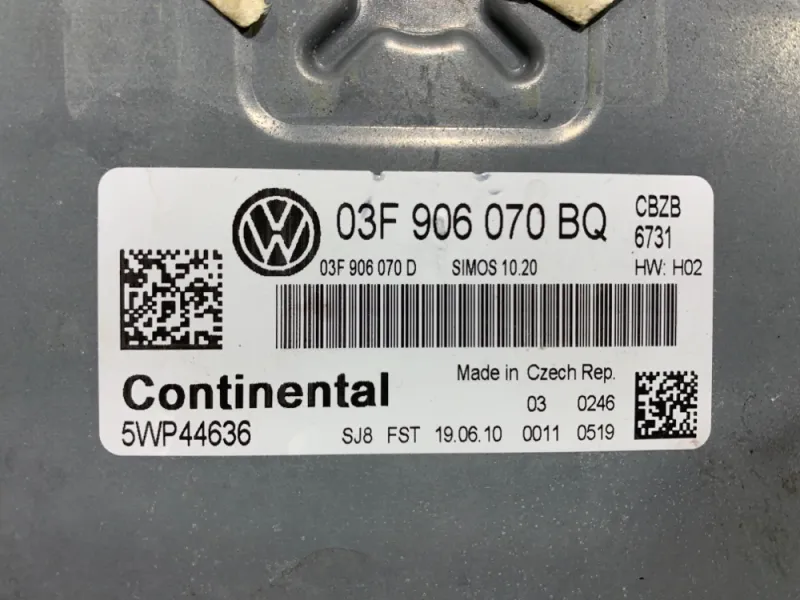 03F 906 070 BQ CBZB
6731
03F 906 070 D SIMOS 10.20 HW: H02
Made in Czech Rep.
Continental
03 0246
5WP44636 SJ8 FST 19.06.10 0011 0519